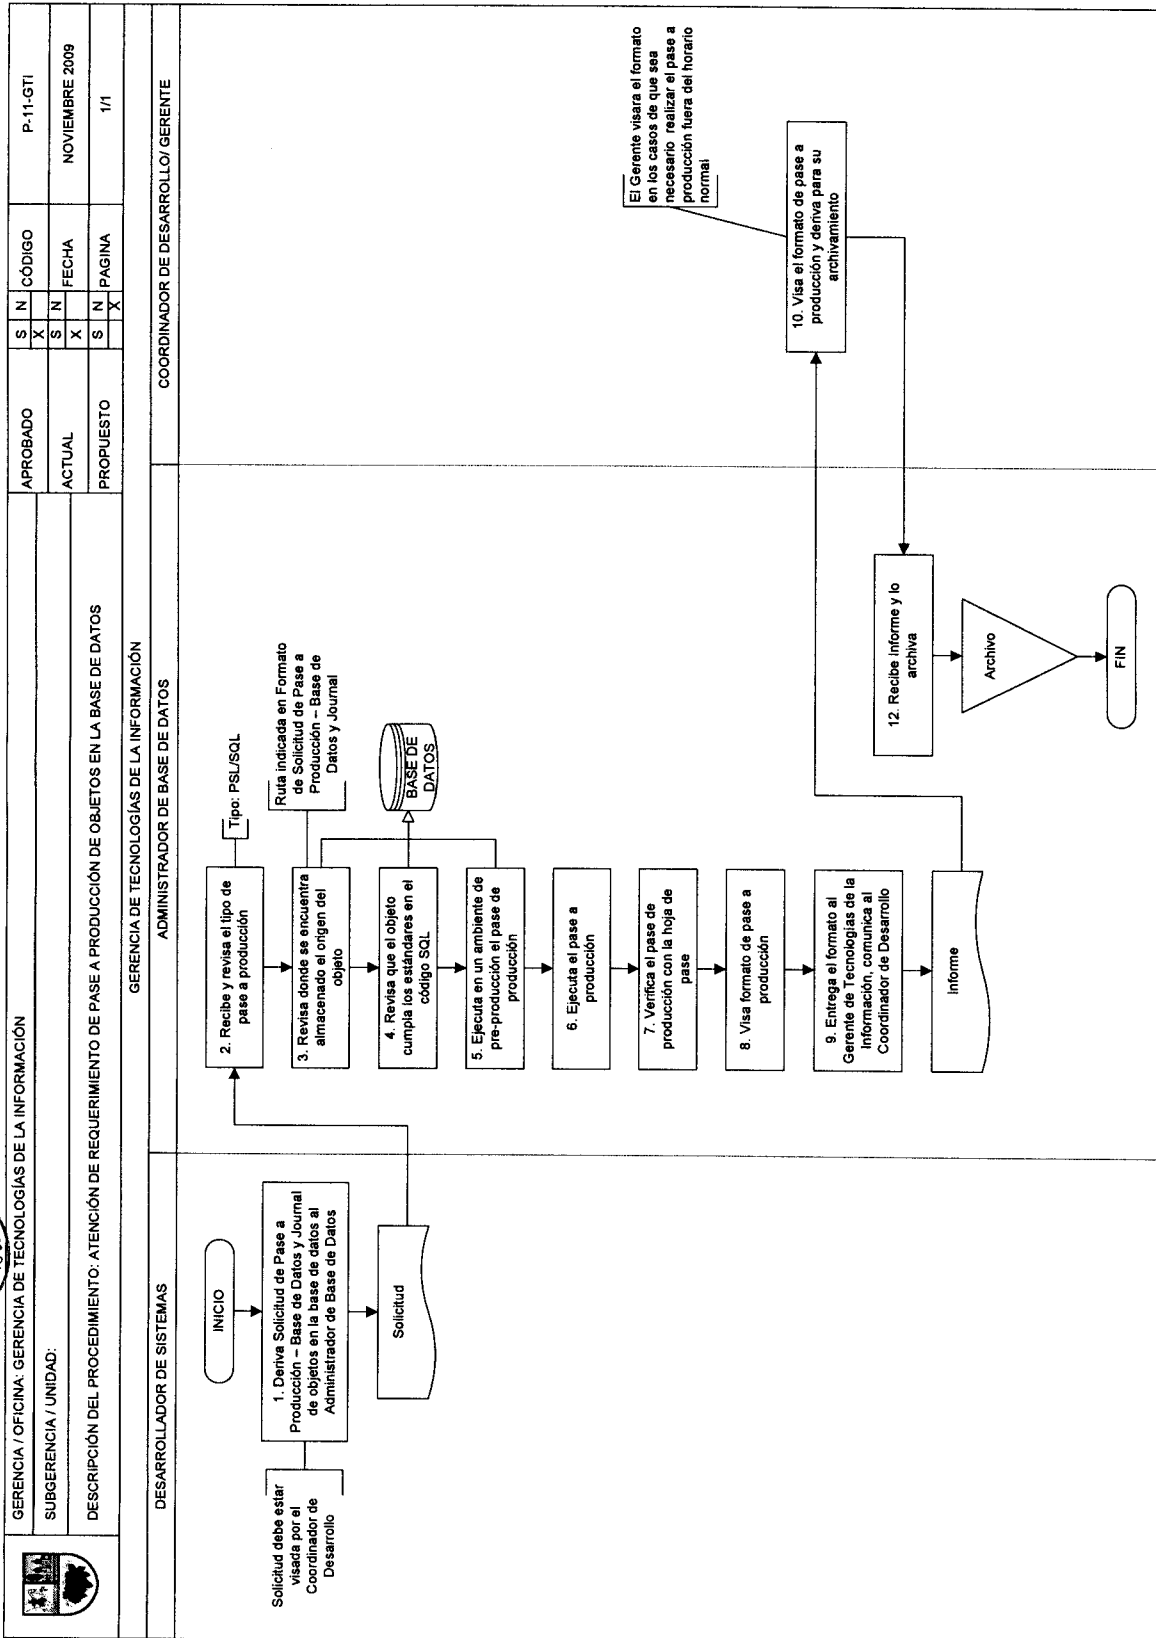 GERENCIA / OFICINA: GERENCIA DE TECNOLOGÍAS DE LA INFORMACIÓN
SUBGERENCIA / UNIDAD:
DESCRIPCIÓN DEL PROCEDIMIENTO: ATENCIÓN DE REQUERIMIENTO DE PASE A PRODUCCIÓN DE OBJETOS EN LA BASE DE DATOS
APROBADO
S N
X
CÓDIGO
P-11-GTI
ACTUAL
S N
X
FECHA
NOVIEMBRE 2009
PROPUESTO
S N
X
PAGINA
1/1
GERENCIA DE TECNOLOGÍAS DE LA INFORMACIÓN
DESARROLLADOR DE SISTEMAS
ADMINISTRADOR DE BASE DE DATOS
COORDINADOR DE DESARROLLO/ GERENTE
INICIO
Solicitud debe estar
visada por el
Coordinador de
Desarrollo
1. Deriva Solicitud de Pase a
Producción – Base de Datos y Journal
de objetos en la base de datos al
Administrador de Base de Datos
Solicitud
2. Recibe y revisa el tipo de
pase a producción
Tipo: PSL/SQL
3. Revisa donde se encuentra
almacenado el origen del
objeto
Ruta indicada en Formato
de Solicitud de Pase a
Producción – Base de
Datos y Journal
4. Revisa que el objeto
cumpla los estándares en el
código SQL
BASE DE
DATOS
5. Ejecuta en un ambiente de
pre-producción el pase de
producción
6. Ejecuta el pase a
producción
7. Verifica el pase de
producción con la hoja de
pase
8. Visa formato de pase a
producción
9. Entrega el formato al
Gerente de Tecnologías de la
Información, comunica al
Coordinador de Desarrollo
Informe
El Gerente visara el formato
en los casos de que sea
necesario realizar el pase a
producción fuera del horario
normal
10. Visa el formato de pase a
producción y deriva para su
archivamiento
12. Recibe Informe y lo
archiva
Archivo
FIN